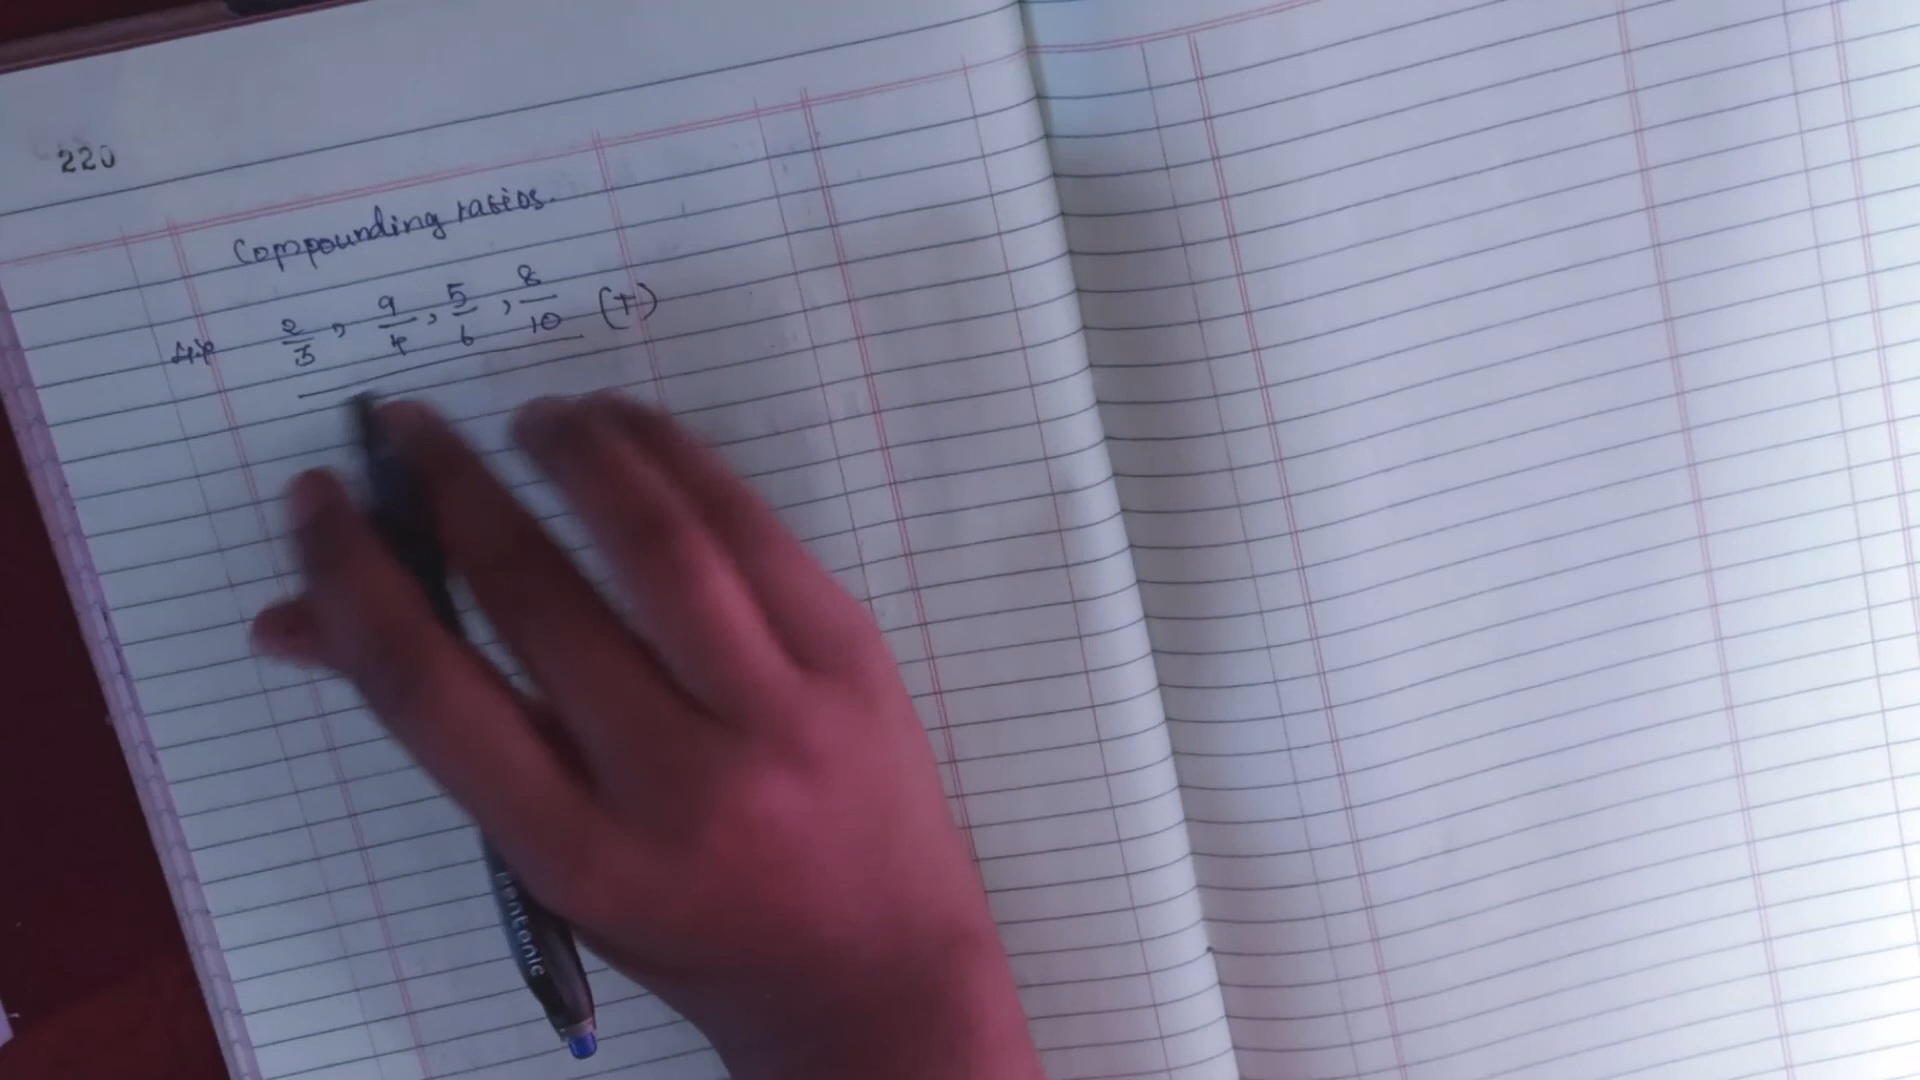 220
Compounding ratios.
2/3, 9/4, 5/6, 8/10 (T)